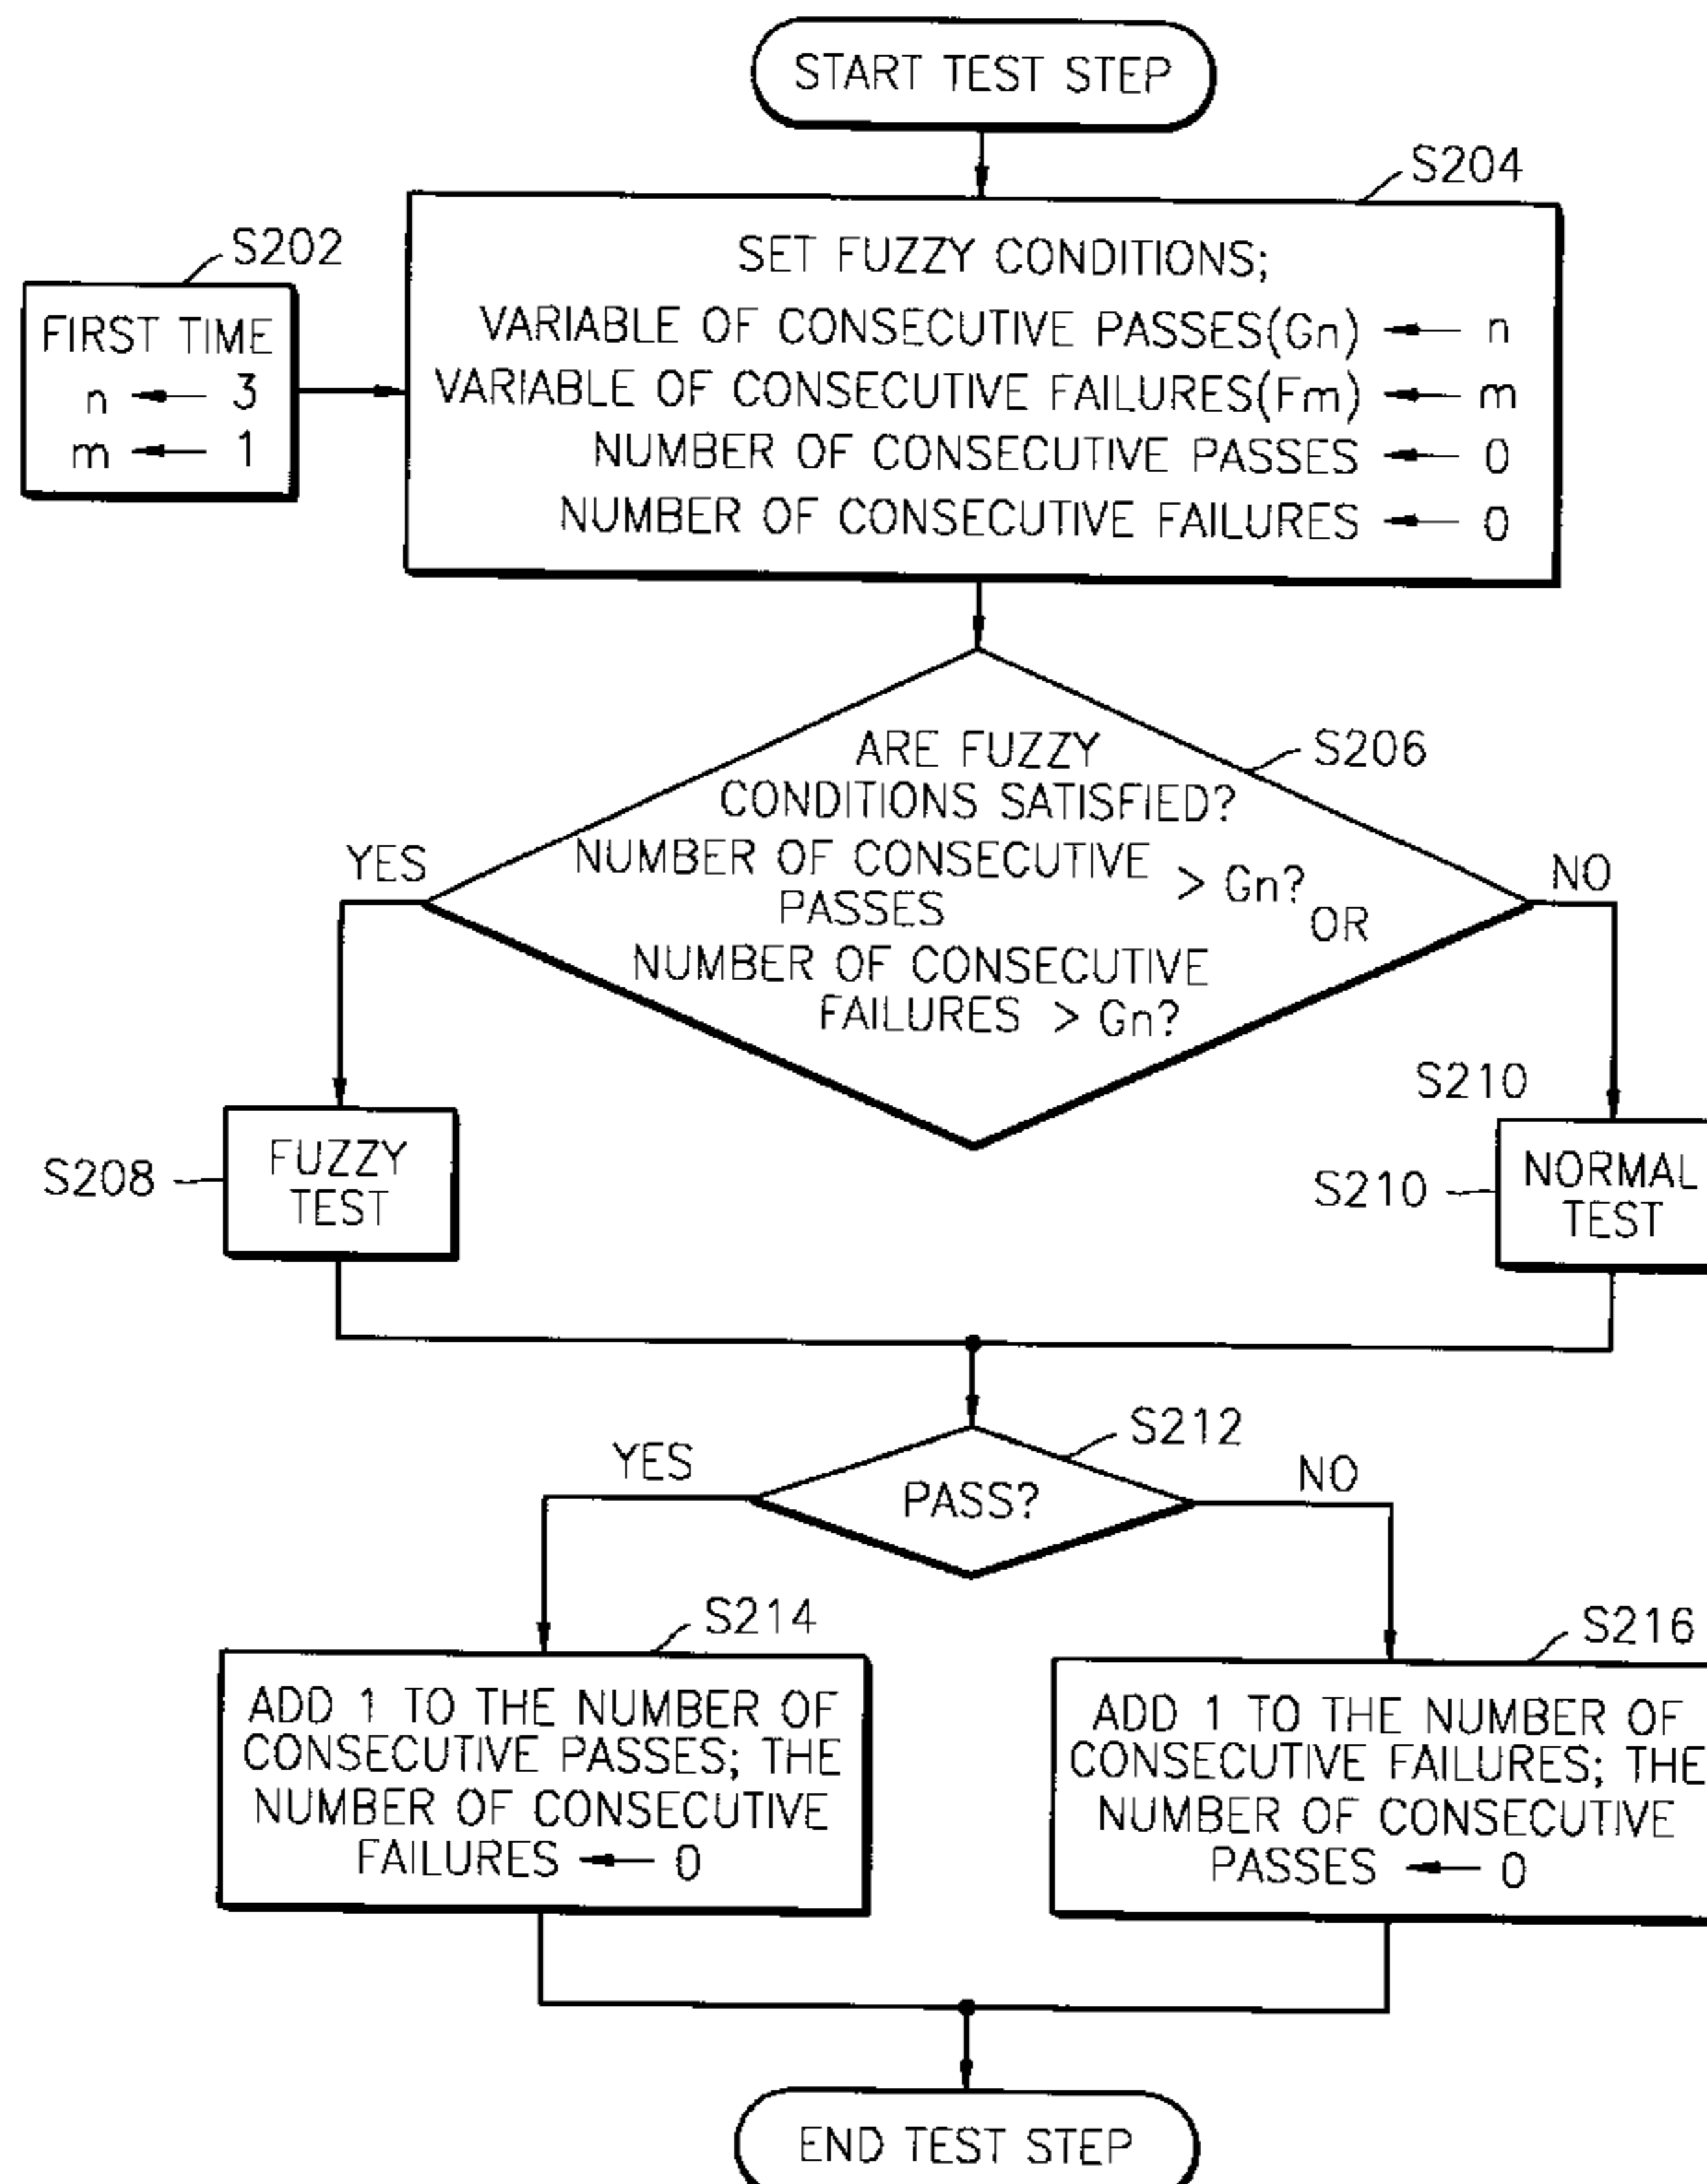 START TEST STEP
S204
S202
FIRST TIME
n ← 3
m ← 1
SET FUZZY CONDITIONS;
VARIABLE OF CONSECUTIVE PASSES(Gn) ← n
VARIABLE OF CONSECUTIVE FAILURES(Fm) ← m
NUMBER OF CONSECUTIVE PASSES ← 0
NUMBER OF CONSECUTIVE FAILURES ← 0
S206
ARE FUZZY
CONDITIONS SATISFIED?
NUMBER OF CONSECUTIVE
PASSES
> Gn?
OR
NUMBER OF CONSECUTIVE
FAILURES > Gn?
YES
NO
S208
FUZZY
TEST
S210
S210
NORMAL
TEST
S212
PASS?
YES
NO
S214
ADD 1 TO THE NUMBER OF
CONSECUTIVE PASSES; THE
NUMBER OF CONSECUTIVE
FAILURES ← 0
S216
ADD 1 TO THE NUMBER OF
CONSECUTIVE FAILURES; THE
NUMBER OF CONSECUTIVE
PASSES ← 0
END TEST STEP